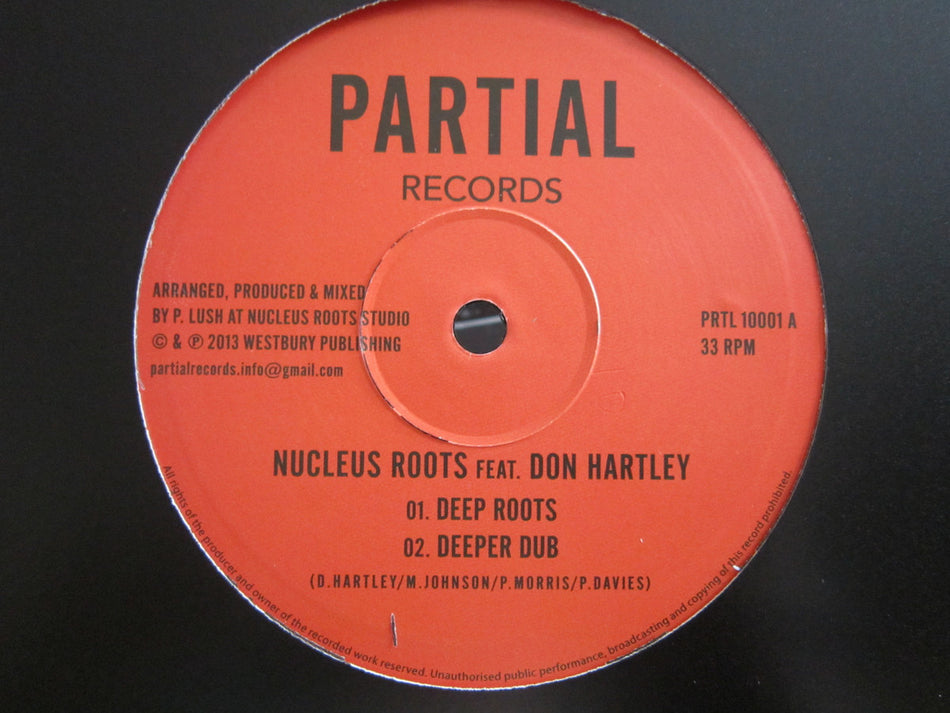 PARTIAL
RECORDS
ARRANGED, PRODUCED & MIXED
BY P. LUSH AT NUCLEUS ROOTS STUDIO
© & ℗ 2013 WESTBURY PUBLISHING
partialrecords.info@gmail.com
PRTL 10001 A
33 RPM
NUCLEUS ROOTS FEAT. DON HARTLEY
01. DEEP ROOTS
02. DEEPER DUB
(D.HARTLEY/M.JOHNSON/P.MORRIS/P.DAVIES)
All rights of the producer and owner of the recorded work reserved. Unauthorised public performance, broadcasting and copying of this record prohibited.